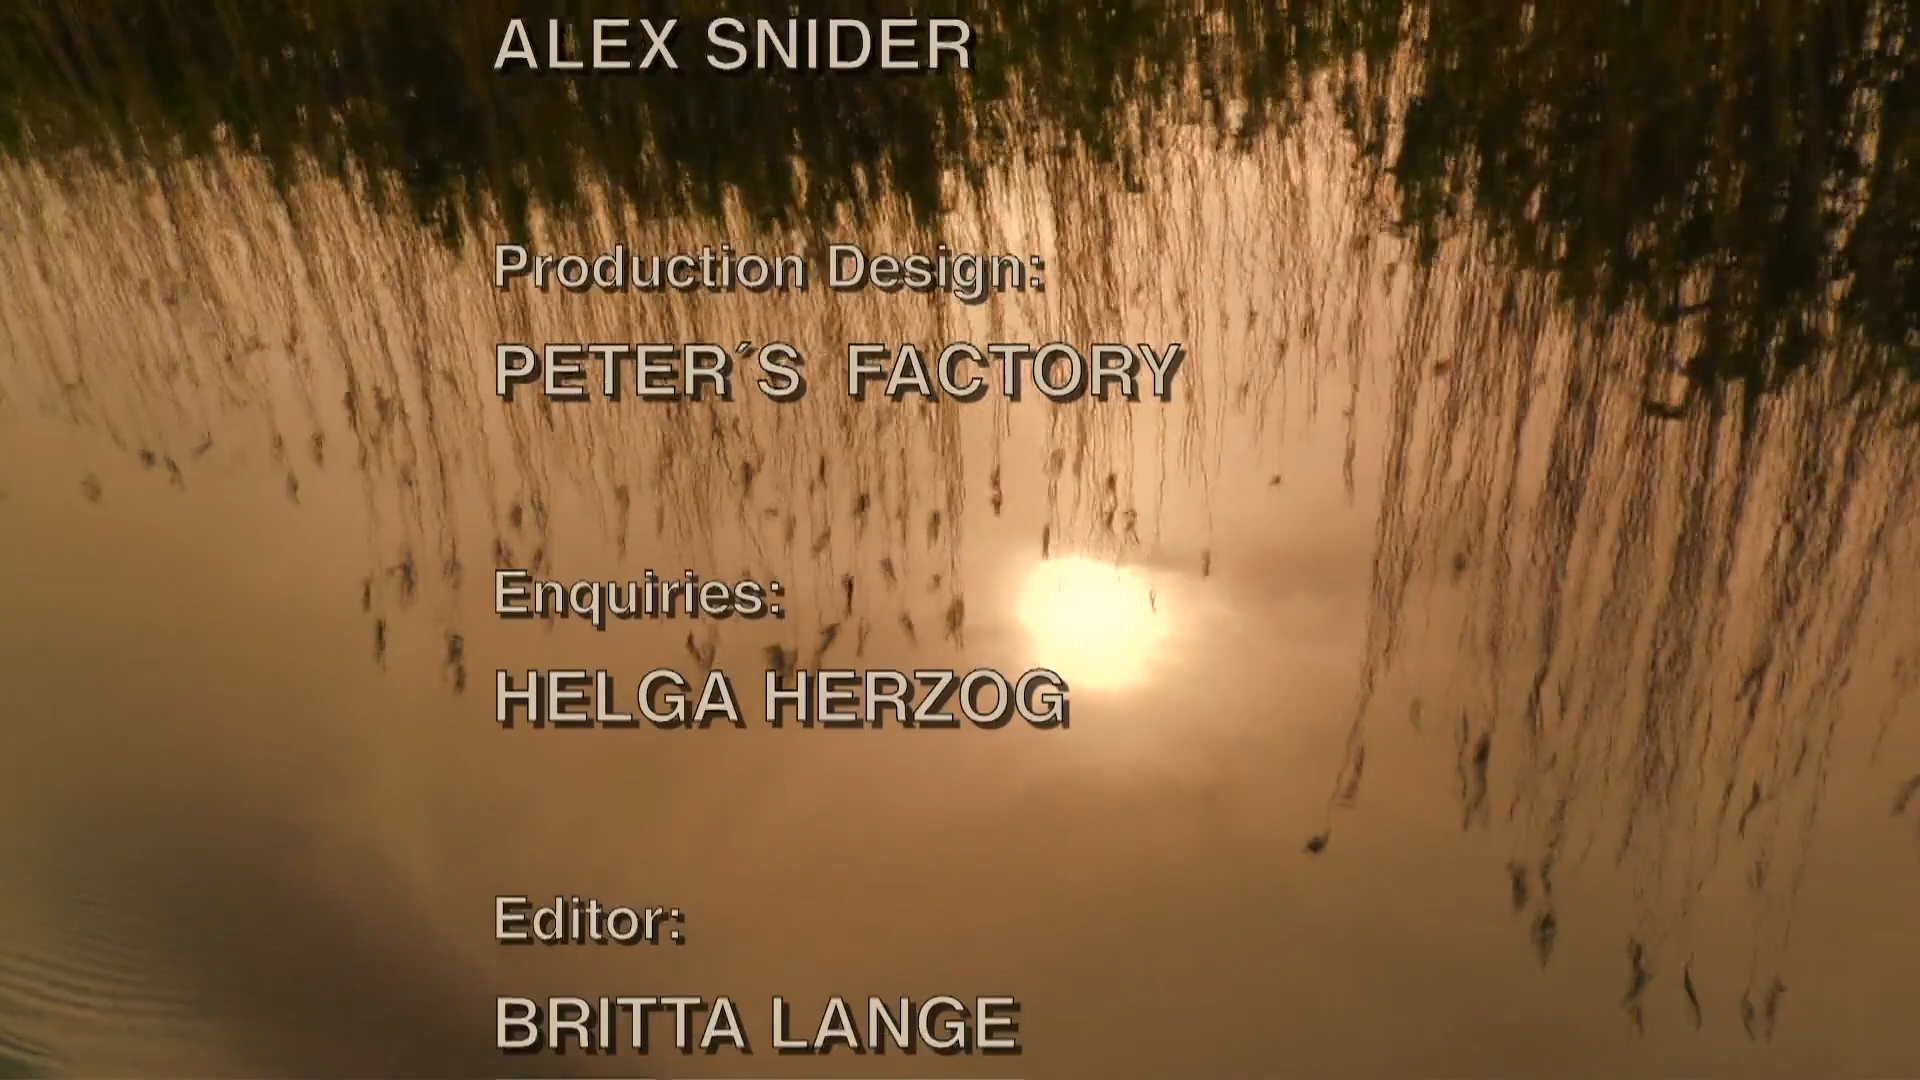 ALEX SNIDER
Production Design:
PETER´S FACTORY
Enquiries:
HELGA HERZOG
Editor:
BRITTA LANGE